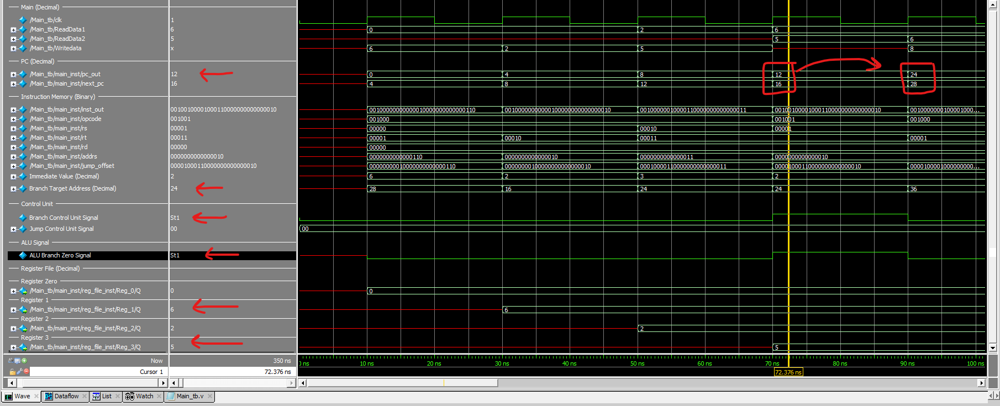 Main (Decimal)
/Main_tb/clk 1
/Main_tb/ReadData1 6 0 2 6
/Main_tb/ReadData2 5 5 6
/Main_tb/Writedata x 6 2 5 8
PC (Decimal)
/Main_tb/main_inst/pc_out 12 0 4 8 12 24
/Main_tb/main_inst/next_pc 16 4 8 12 16 28
Instruction Memory (Binary)
/Main_tb/main_inst/inst_out 00100100001000110000000000000010 00100000000000010000000000000110 00100000000000100000000000000010 00100000010000110000000000000011 00100100001000110000000000000010 0010000000100001000...
/Main_tb/main_inst/opcode 001001 001000 001001 001000
/Main_tb/main_inst/rs 00001 00000 00010 00001
/Main_tb/main_inst/rt 00011 00001 00010 00011 00001
/Main_tb/main_inst/rd 00000 00000
/Main_tb/main_inst/addrs 0000000000000010 0000000000000110 0000000000000010 0000000000000011 0000000000000010
/Main_tb/main_inst/jump_offset 00001000110000000000000010 00000000010000000000000110 00000000100000000000000010 00010000110000000000000011 00001000110000000000000010 0000100001000000000...
Immediate Value (Decimal) 2 6 2 3 2
Branch Target Address (Decimal) 24 28 16 24 24 36
Control Unit
Branch Control Unit Signal St1
Jump Control Unit Signal 00 00
ALU Signal
ALU Branch Zero Signal St1
Register File (Decimal)
Register Zero
/Main_tb/main_inst/reg_file_inst/Reg_0/Q 0 0
Register 1
/Main_tb/main_inst/reg_file_inst/Reg_1/Q 6 6
Register 2
/Main_tb/main_inst/reg_file_inst/Reg_2/Q 2 2
Register 3
/Main_tb/main_inst/reg_file_inst/Reg_3/Q 5 5
Now 350 ns 0 ns 10 ns 20 ns 30 ns 40 ns 50 ns 60 ns 70 ns 80 ns 90 ns 100 ns
Cursor 1 72.376 ns 72.376 ns
Wave Dataflow List Watch Main_tb.v